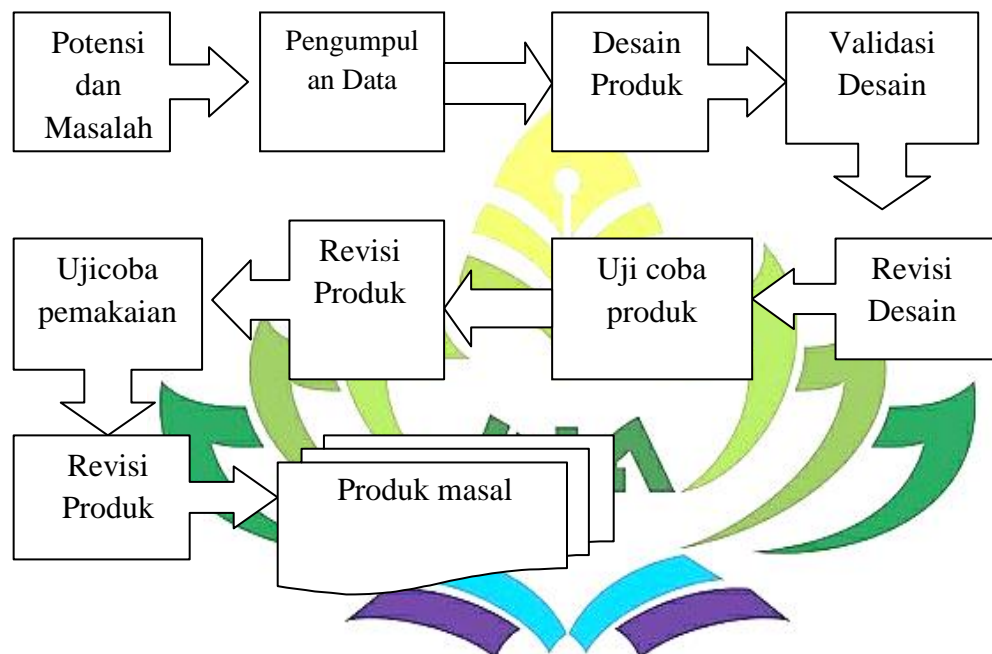 Potensi
dan
Masalah
Pengumpul
an Data
Desain
Produk
Validasi
Desain
Revisi
Desain
Uji coba
produk
Revisi
Produk
Ujicoba
pemakaian
Revisi
Produk
Produk masal